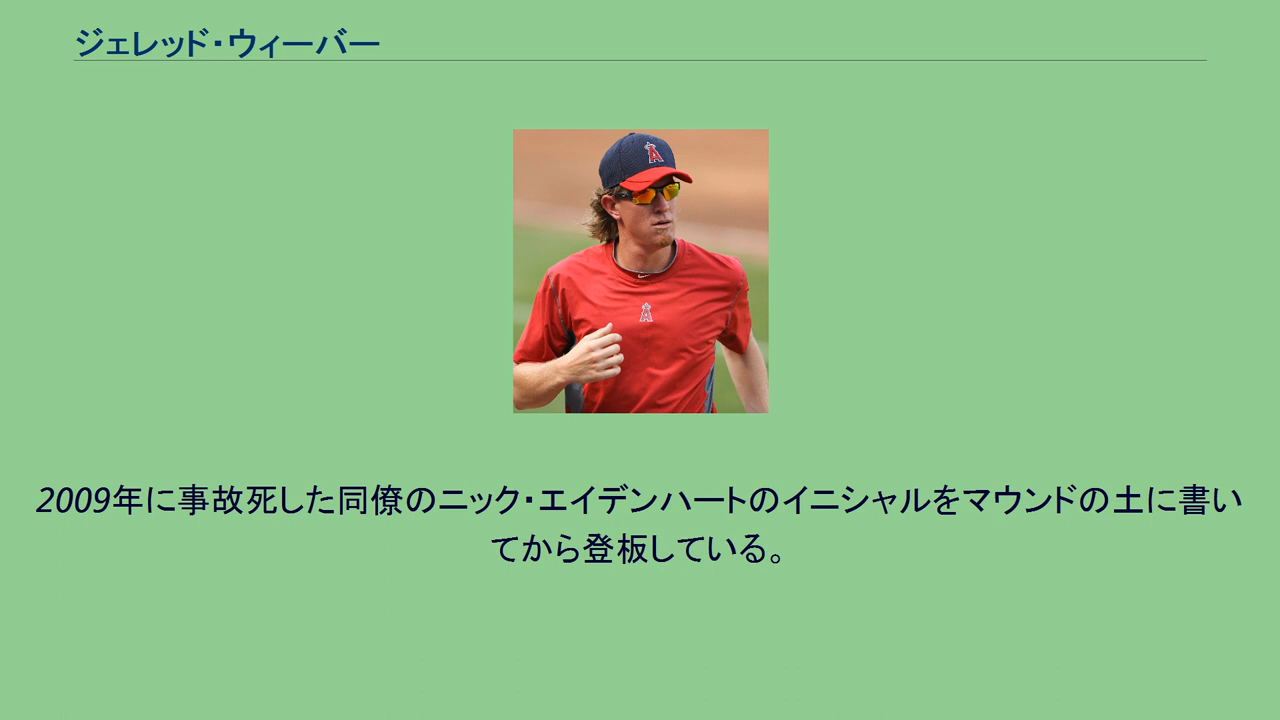 ジェレッド・ウィーバー
2009年に事故死した同僚のニック・エイデンハートのイニシャルをマウンドの土に書い
てから登板している。